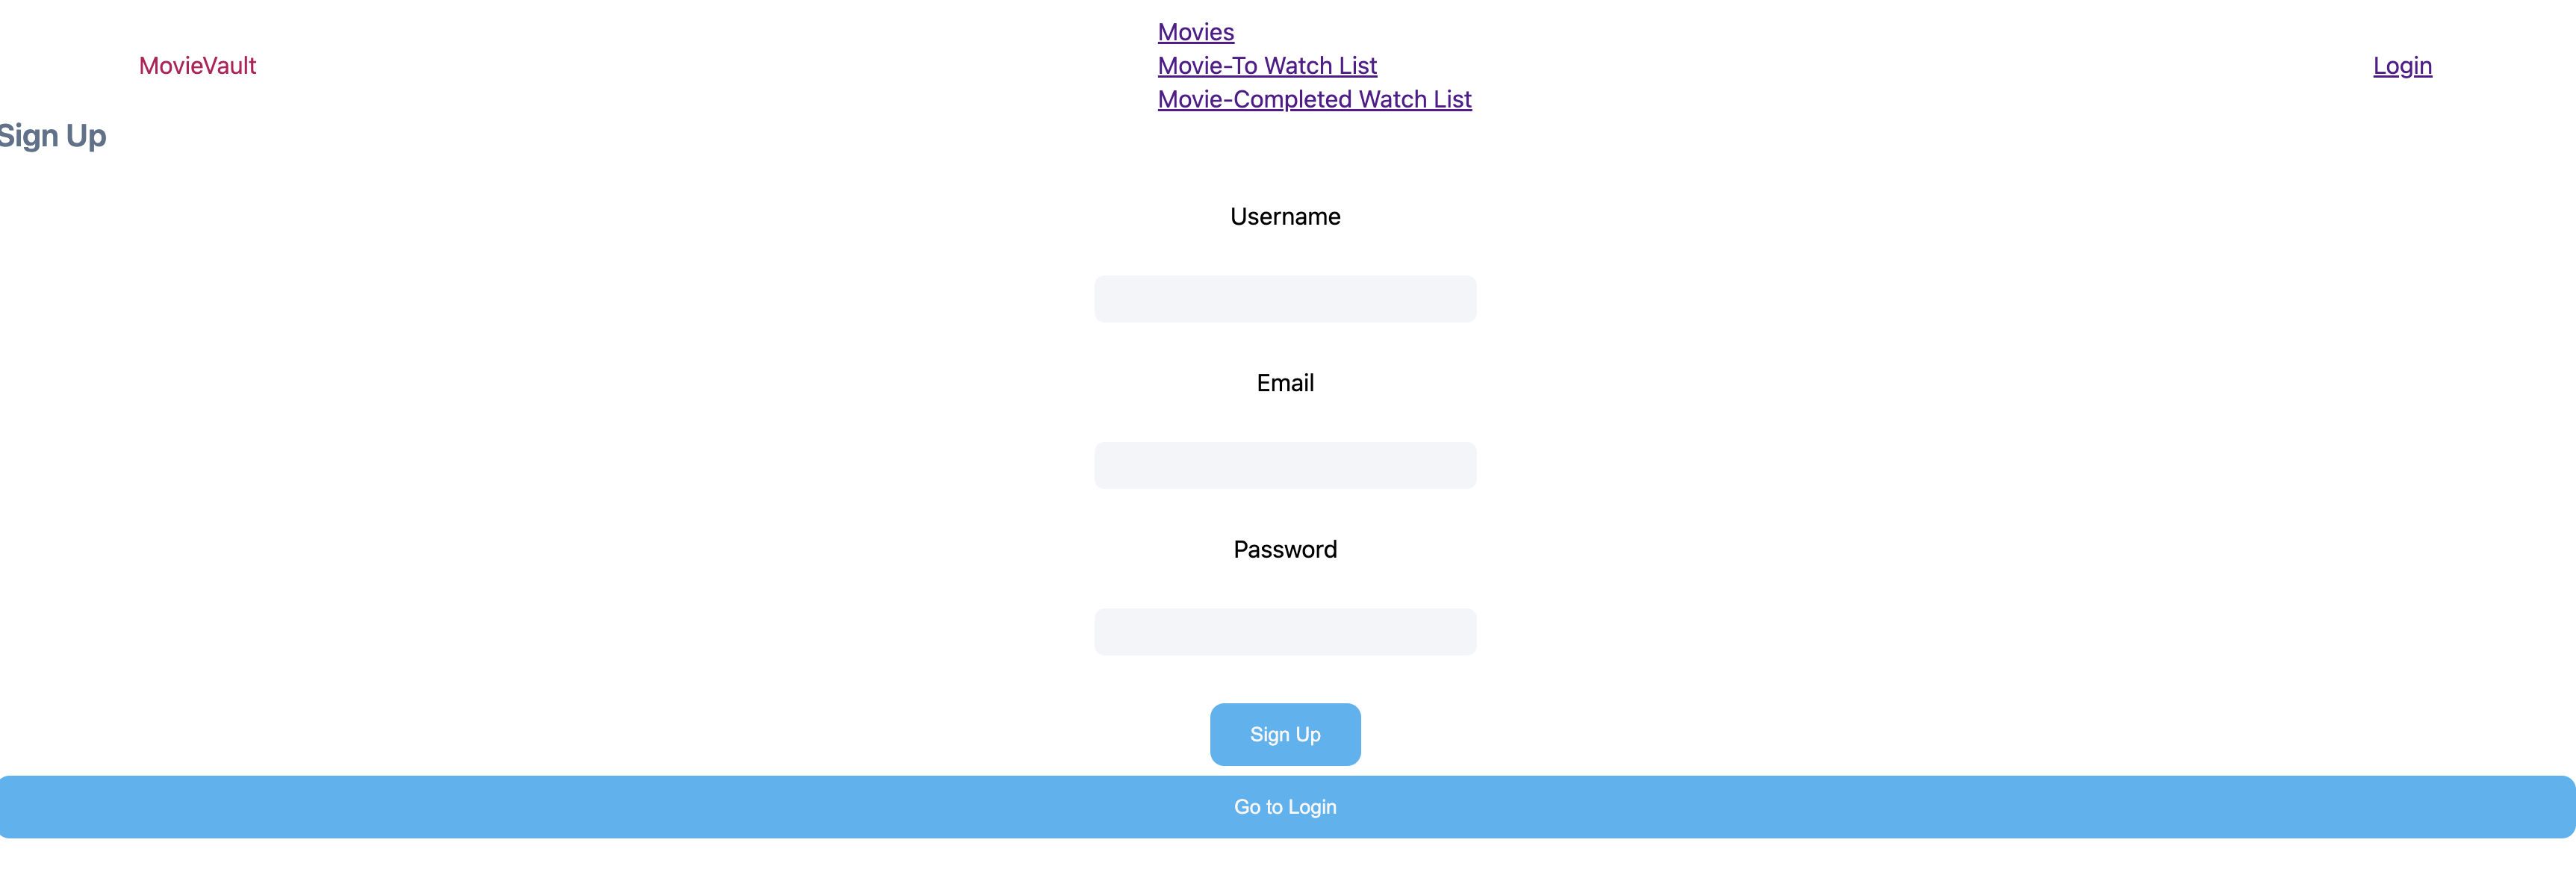 MovieVault
Movies
Movie-To Watch List
Movie-Completed Watch List
Login
Sign Up
Username
Email
Password
Sign Up
Go to Login